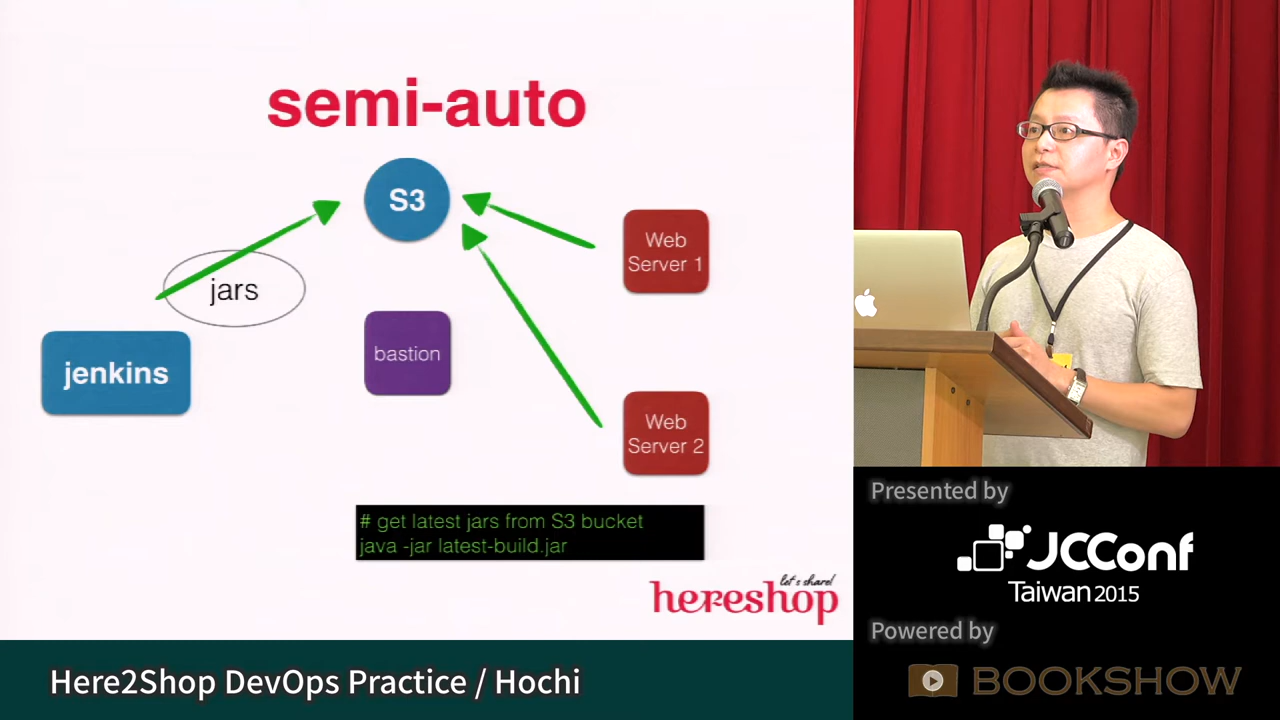 semi-auto
S3
Web
Server 1
jars
bastion
jenkins
Web
Server 2
# get latest jars from S3 bucket
java -jar latest-build.jar
let's share!
hereshop
Presented by
JCConf
Taiwan 2015
Powered by
BOOKSHOW
Here2Shop DevOps Practice / Hochi